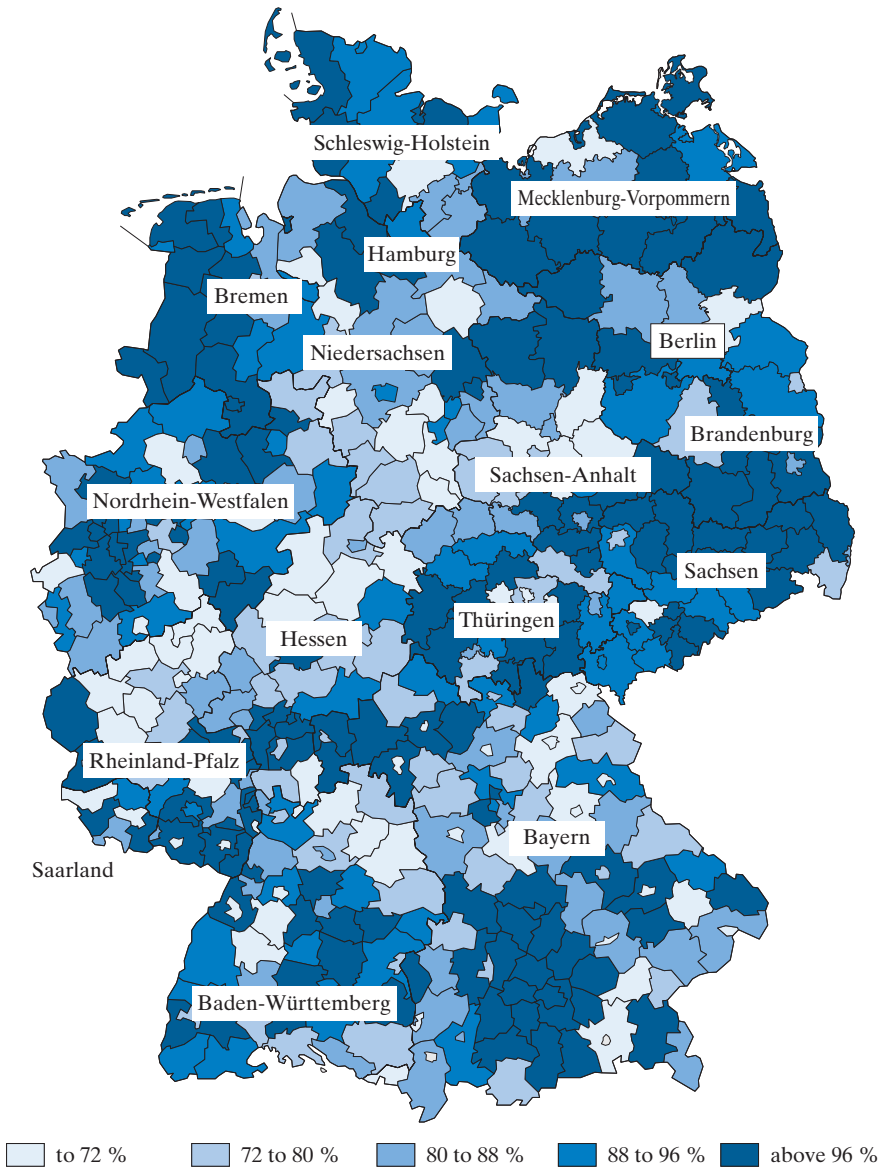 Schleswig-Holstein
Mecklenburg-Vorpommern
Hamburg
Bremen
Berlin
Niedersachsen
Brandenburg
Sachsen-Anhalt
Nordrhein-Westfalen
Sachsen
Thüringen
Hessen
Rheinland-Pfalz
Bayern
Saarland
Baden-Württemberg
to 72 % 72 to 80 % 80 to 88 % 88 to 96 % above 96 %